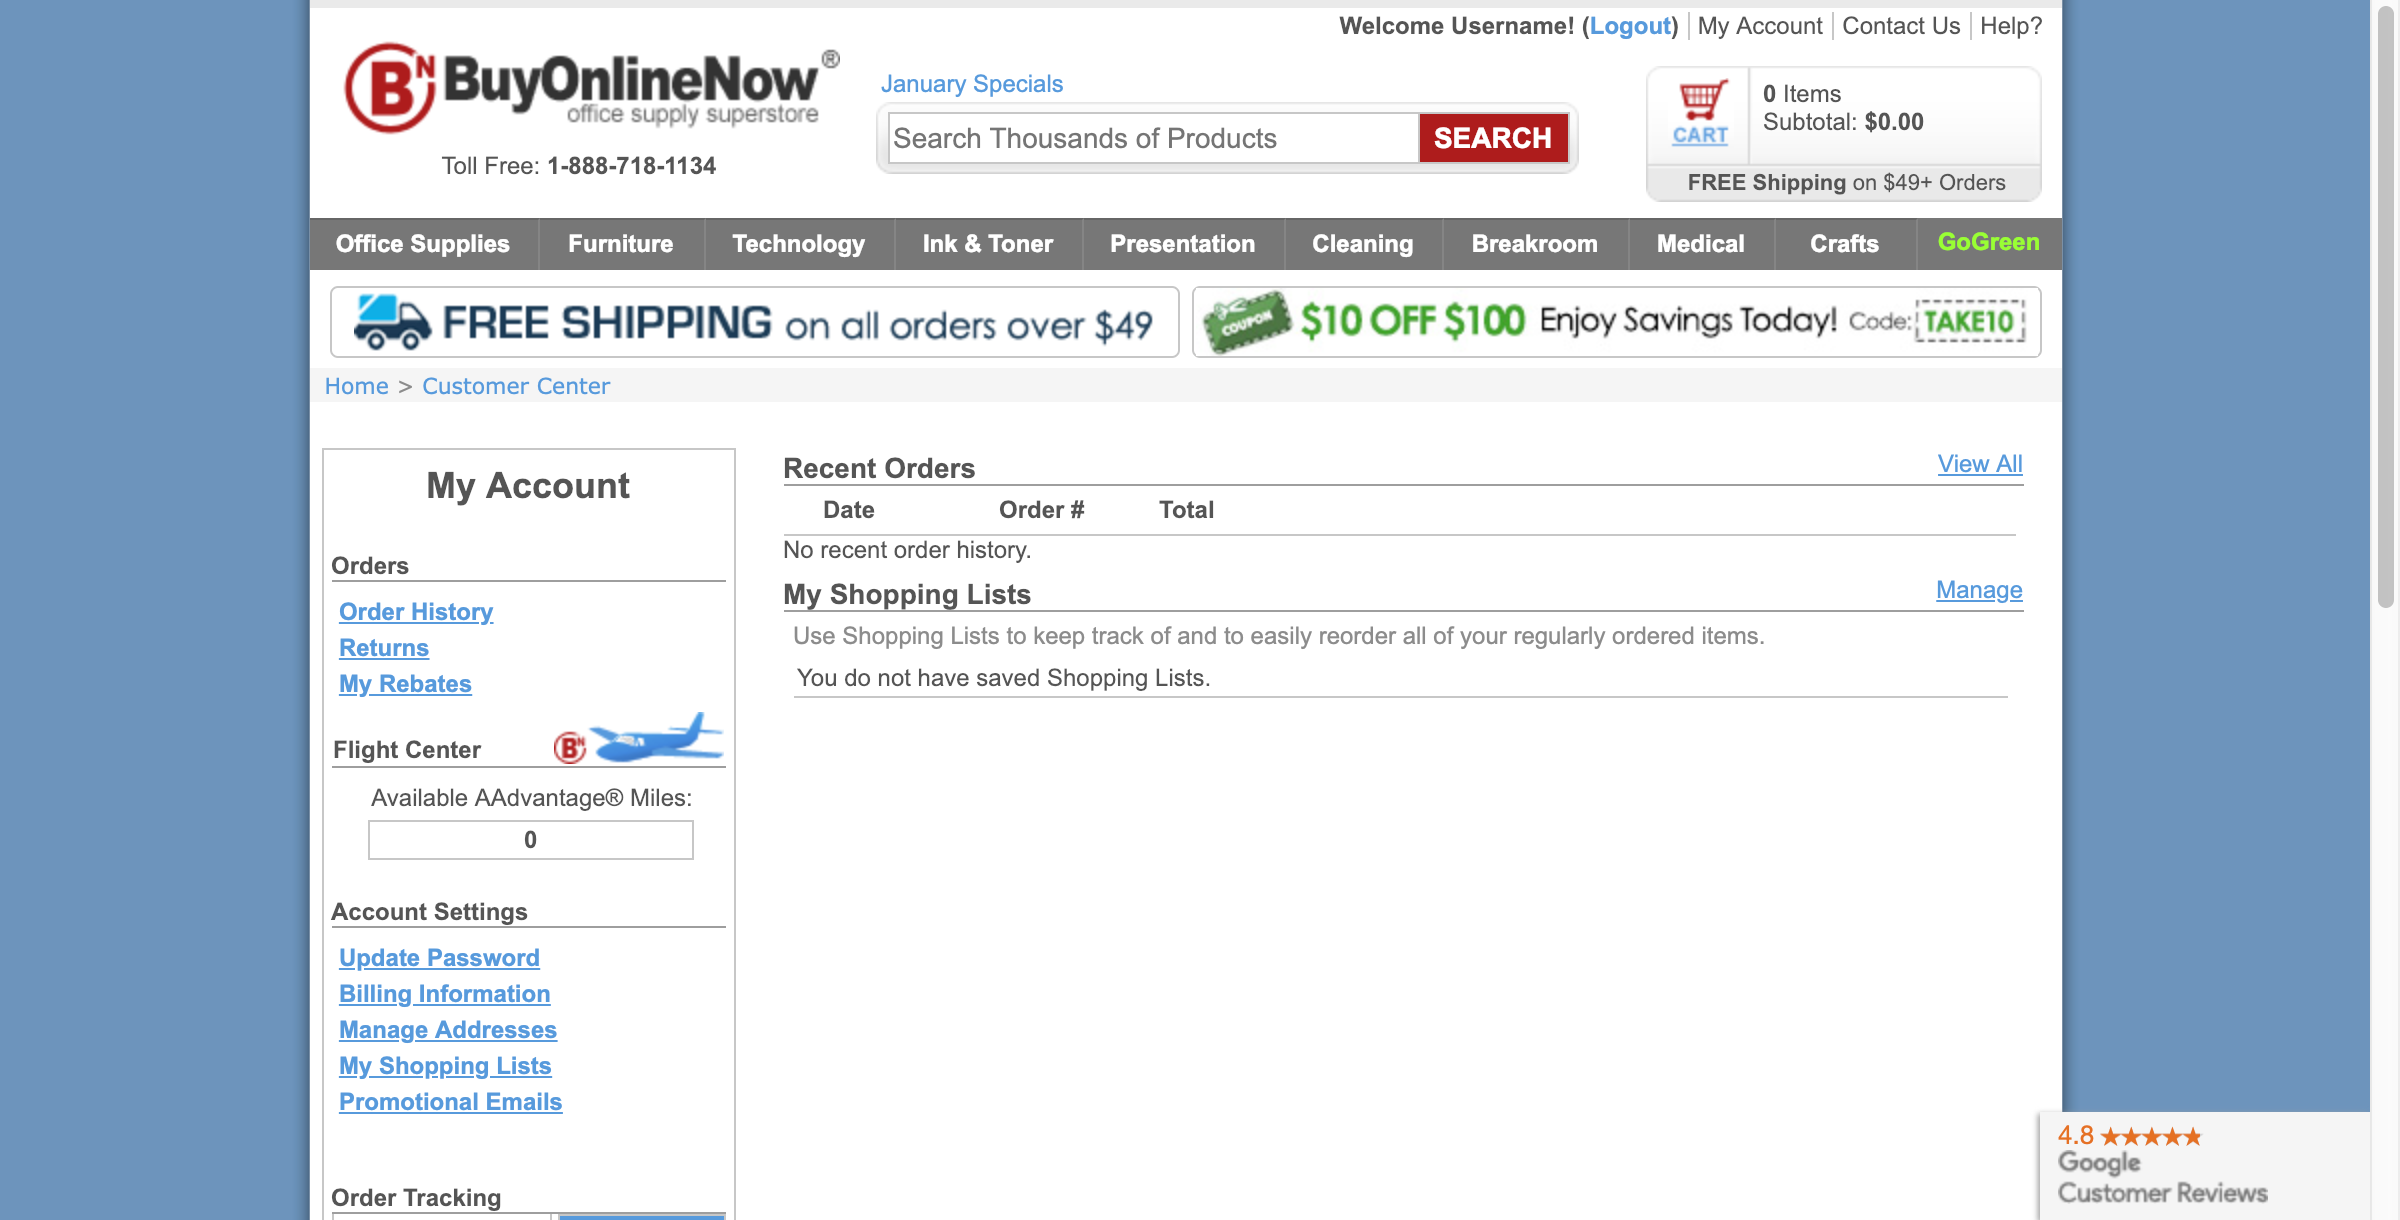 Welcome Username! (Logout) My Account Contact Us Help?
BN BuyOnlineNow®
office supply superstore
Toll Free: 1-888-718-1134
January Specials
Search Thousands of Products SEARCH
CART
0 Items
Subtotal: $0.00
FREE Shipping on $49+ Orders
Office Supplies Furniture Technology Ink & Toner Presentation Cleaning Breakroom Medical Crafts GoGreen
FREE SHIPPING on all orders over $49
COUPON $10 OFF $100 Enjoy Savings Today! Code: TAKE10
Home > Customer Center
My Account
Orders
Order History
Returns
My Rebates
Flight Center BN
Available AAdvantage® Miles:
0
Account Settings
Update Password
Billing Information
Manage Addresses
My Shopping Lists
Promotional Emails
Order Tracking
Recent Orders View All
Date Order # Total
No recent order history.
My Shopping Lists Manage
Use Shopping Lists to keep track of and to easily reorder all of your regularly ordered items.
You do not have saved Shopping Lists.
4.8 ★★★★★
Google
Customer Reviews